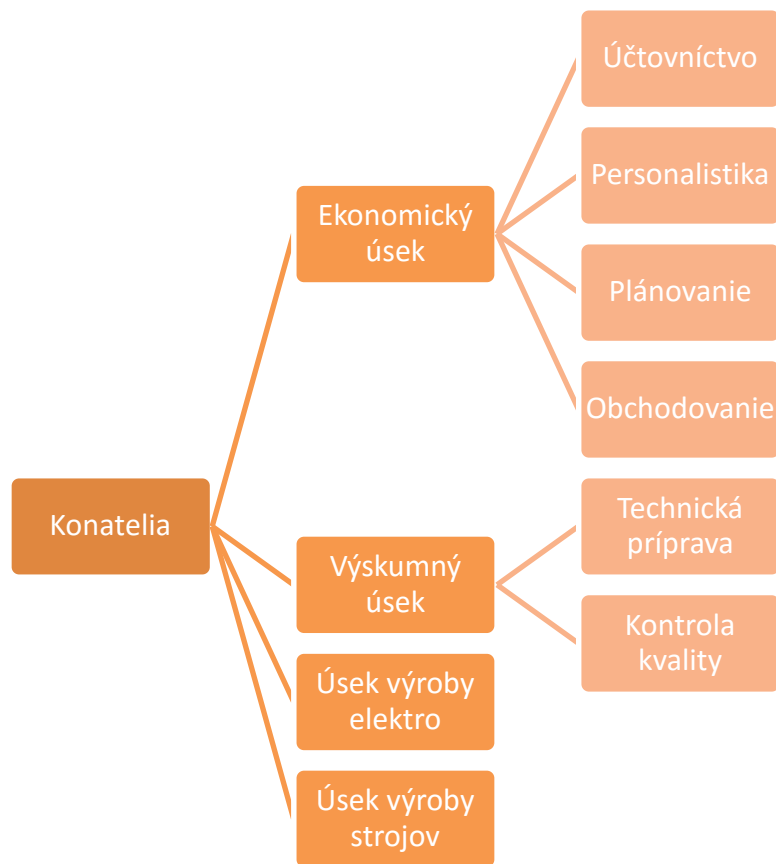 Účtovníctvo
Personalistika
Ekonomický
úsek
Plánovanie
Obchodovanie
Konatelia
Technická
príprava
Výskumný
úsek
Kontrola
kvality
Úsek výroby
elektro
Úsek výroby
strojov